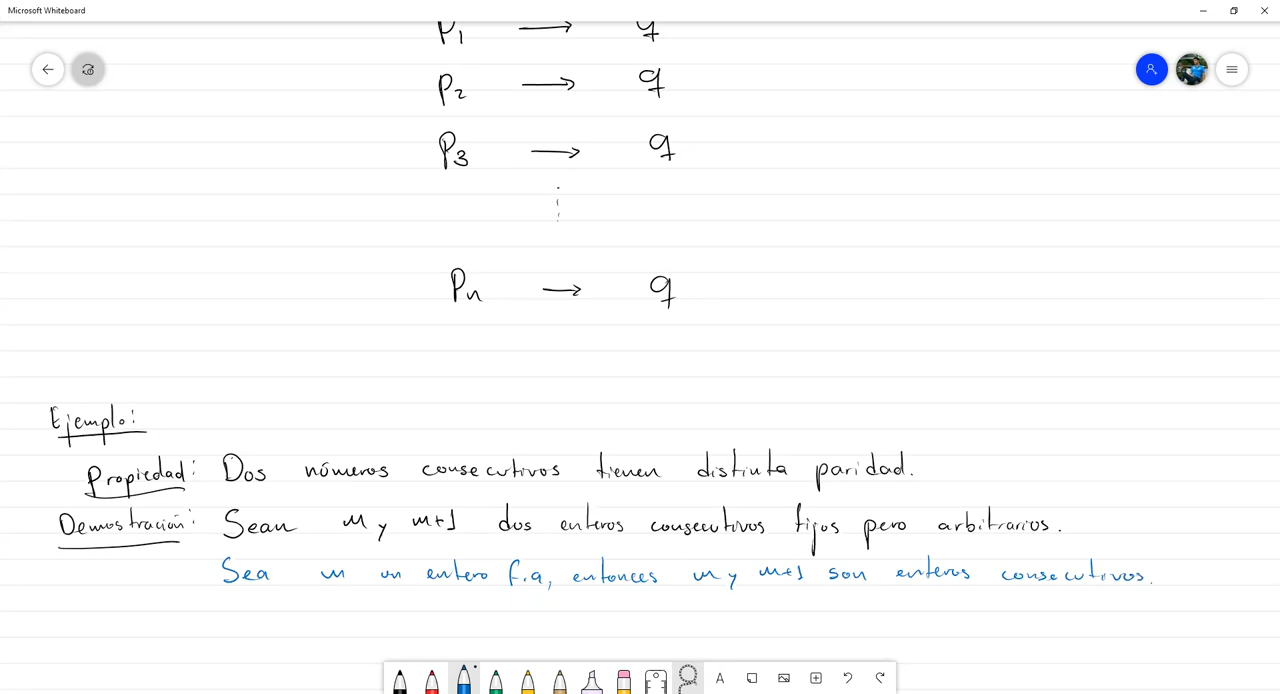 Microsoft Whiteboard
P1 → q
P2 → q
P3 → q
Pn → q
Ejemplo:
Propiedad: Dos números consecutivos tienen distinta paridad.
Demostración: Sean m y m+1 dos enteros consecutivos fijos pero arbitrarios.
Sea m un entero f.a, entonces m y m+1 son enteros consecutivos.
A